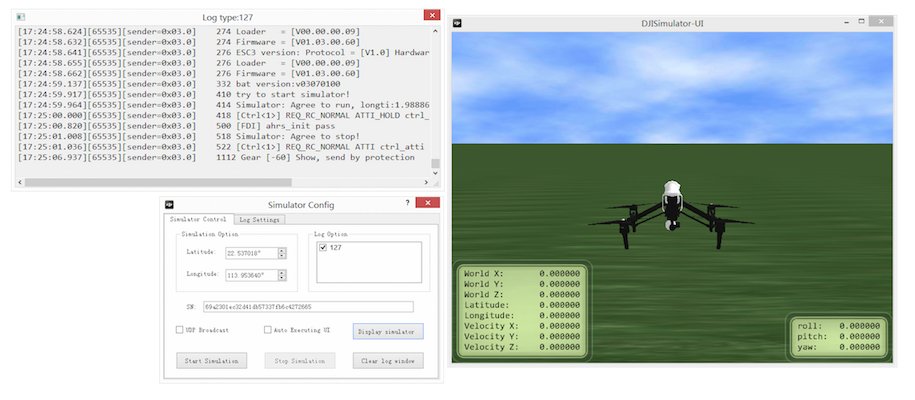 Log type:127
[17:24:58.624][65535][sender=0x03.0] 274 Loader = [V00.00.00.09]
[17:24:58.632][65535][sender=0x03.0] 274 Firmware = [V01.03.00.60]
[17:24:58.641][65535][sender=0x03.0] 276 ESC3 version: Protocol = [V1.0] Hardwar
[17:24:58.655][65535][sender=0x03.0] 276 Loader = [V00.00.00.09]
[17:24:58.662][65535][sender=0x03.0] 276 Firmware = [V01.03.00.60]
[17:24:59.137][65535][sender=0x03.0] 332 bat version:v03070100
[17:24:59.917][65535][sender=0x03.0] 410 try to start simulator!
[17:24:59.964][65535][sender=0x03.0] 414 Simulator: Agree to run, longti:1.98886
[17:25:00.000][65535][sender=0x03.0] 418 [Ctrl<1>] REQ_RC_NORMAL ATTI_HOLD ctrl_
[17:25:00.820][65535][sender=0x03.0] 500 [FDI] ahrs_init pass
[17:25:01.008][65535][sender=0x03.0] 518 Simulator: Agree to stop!
[17:25:01.036][65535][sender=0x03.0] 522 [Ctrl<1>] REQ_RC_NORMAL ATTI ctrl_atti
[17:25:06.937][65535][sender=0x03.0] 1112 Gear [-60] Show, send by protection
Simulator Config
Simulator Control Log Settings
Simulation Option
Latitude: 22.537018°
Longitude: 113.953640°
Log Option
127
SN:
UDP Broadcast
Auto Executing UI
Display simulator
Start Simulation
Stop Simulation
Clear log window
DJISimulator-UI
World X: 0.000000
World Y: 0.000000
World Z: 0.000000
Latitude: 0.000000
Longitude: 0.000000
Velocity X: 0.000000
Velocity Y: 0.000000
Velocity Z: 0.000000
roll: 0.000000
pitch: 0.000000
yaw: 0.000000